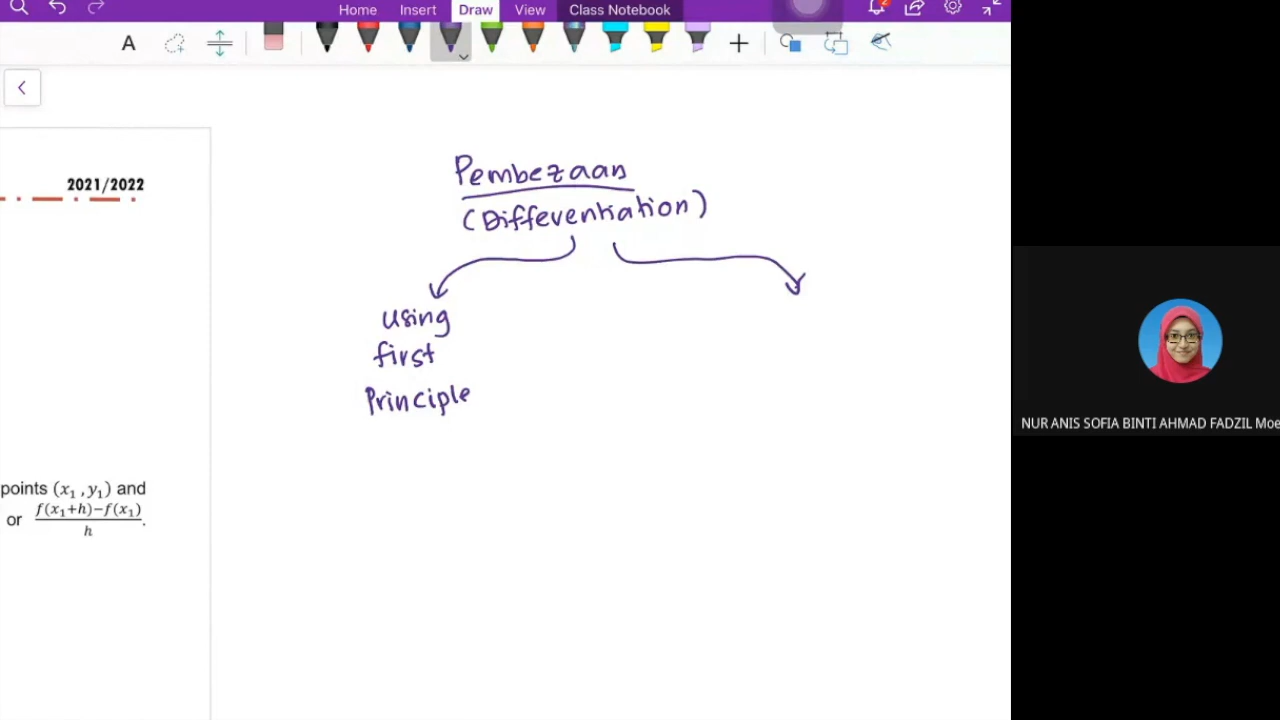 Home Insert Draw View Class Notebook
2
A
2021/2022
Pembezaan
(Differentiation)
using
first
Principle
points (x₁ , y₁) and
or f(x₁+h)−f(x₁)/h.
NUR ANIS SOFIA BINTI AHMAD FADZIL Moe